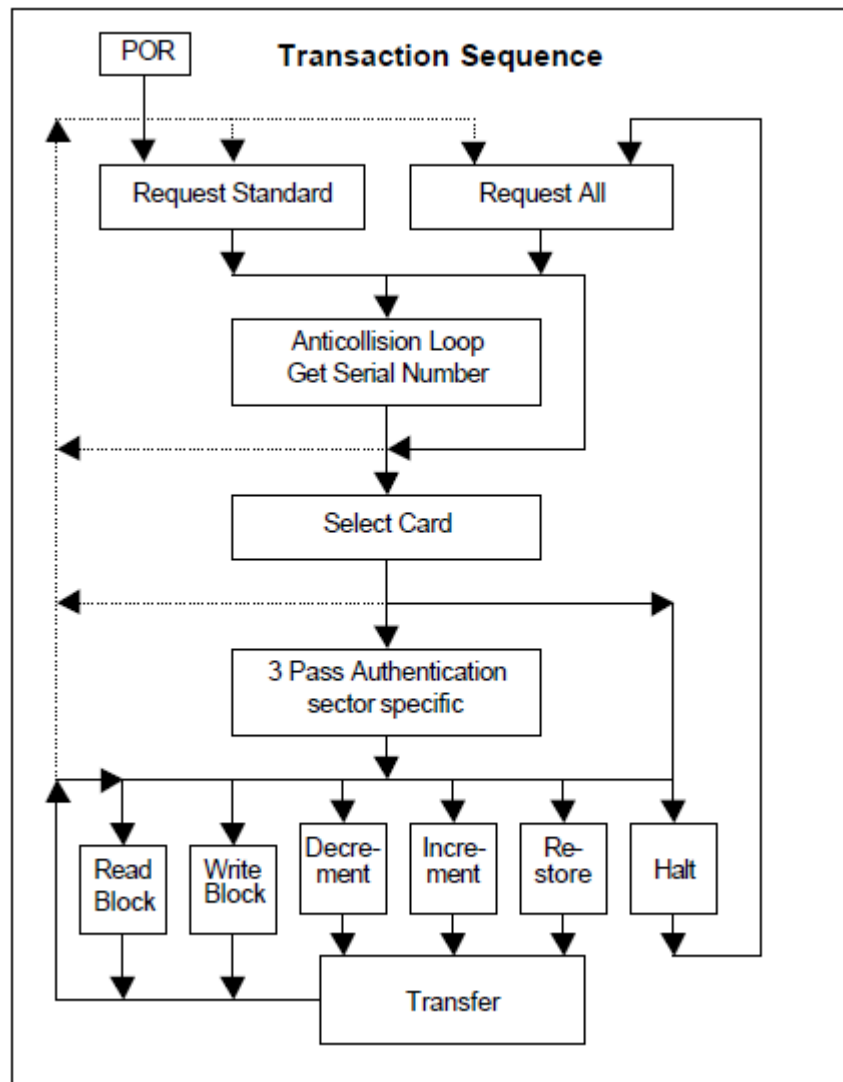 POR
Transaction Sequence
Request Standard
Request All
Anticollision Loop
Get Serial Number
Select Card
3 Pass Authentication
sector specific
Read
Block
Write
Block
Decre-
ment
Incre-
ment
Re-
store
Halt
Transfer